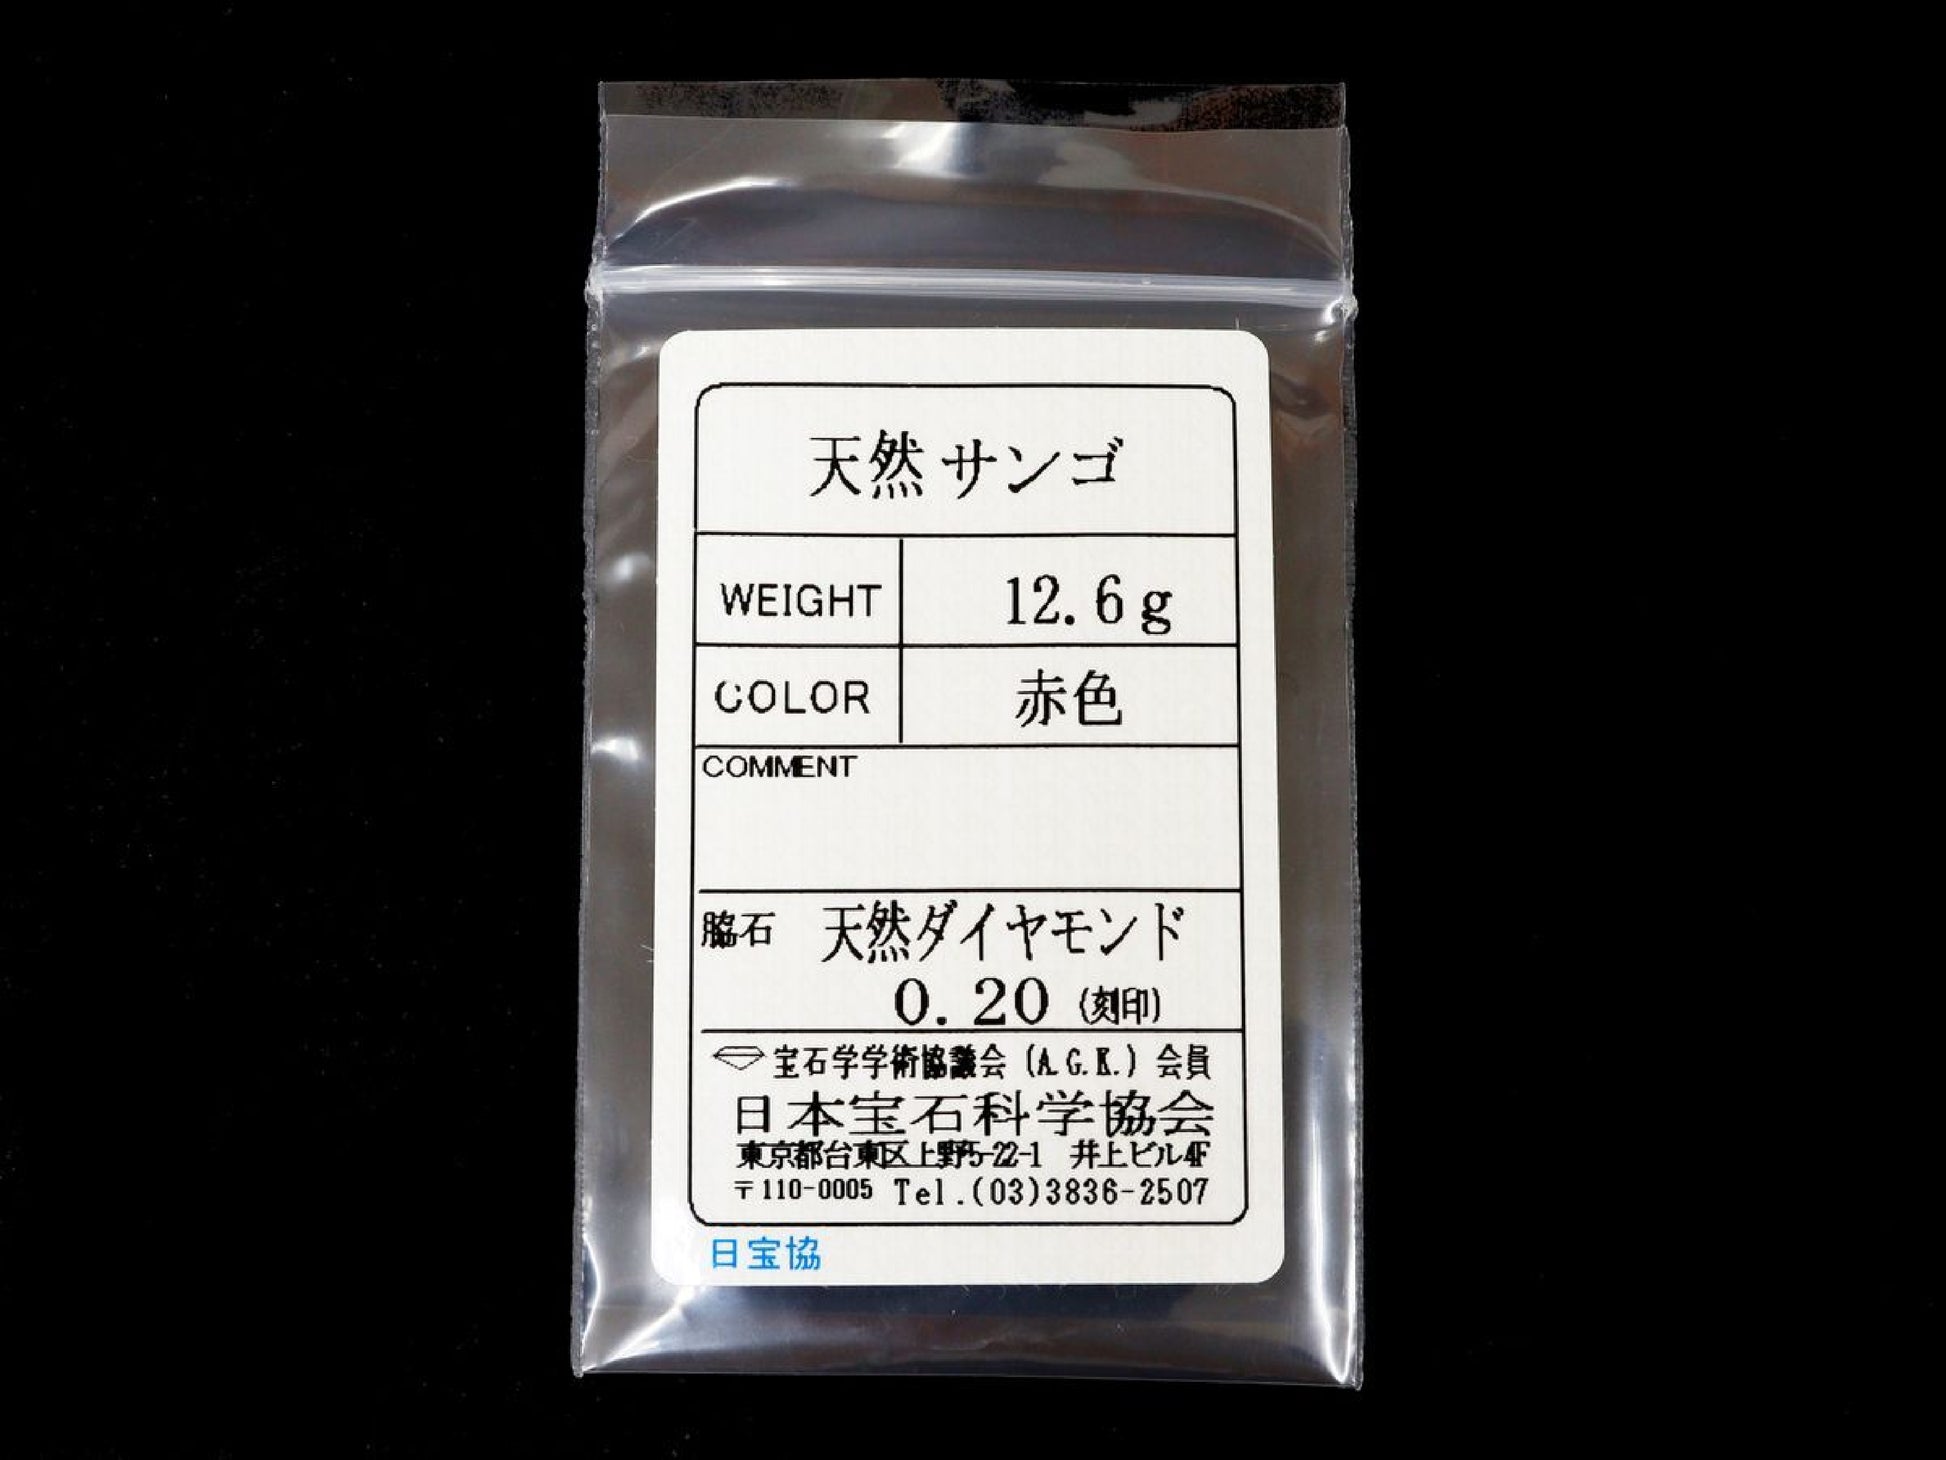 天然サンゴ
WEIGHT 12.6g
COLOR 赤色
COMMENT
脇石 天然ダイヤモンド
0.20 (刻印)
宝石学学術協議会 (A.G.K.) 会員
日本宝石科学協会
東京都台東区上野5-22-1 井上ビル4F
〒110-0005 Tel.(03)3836-2507
日宝協